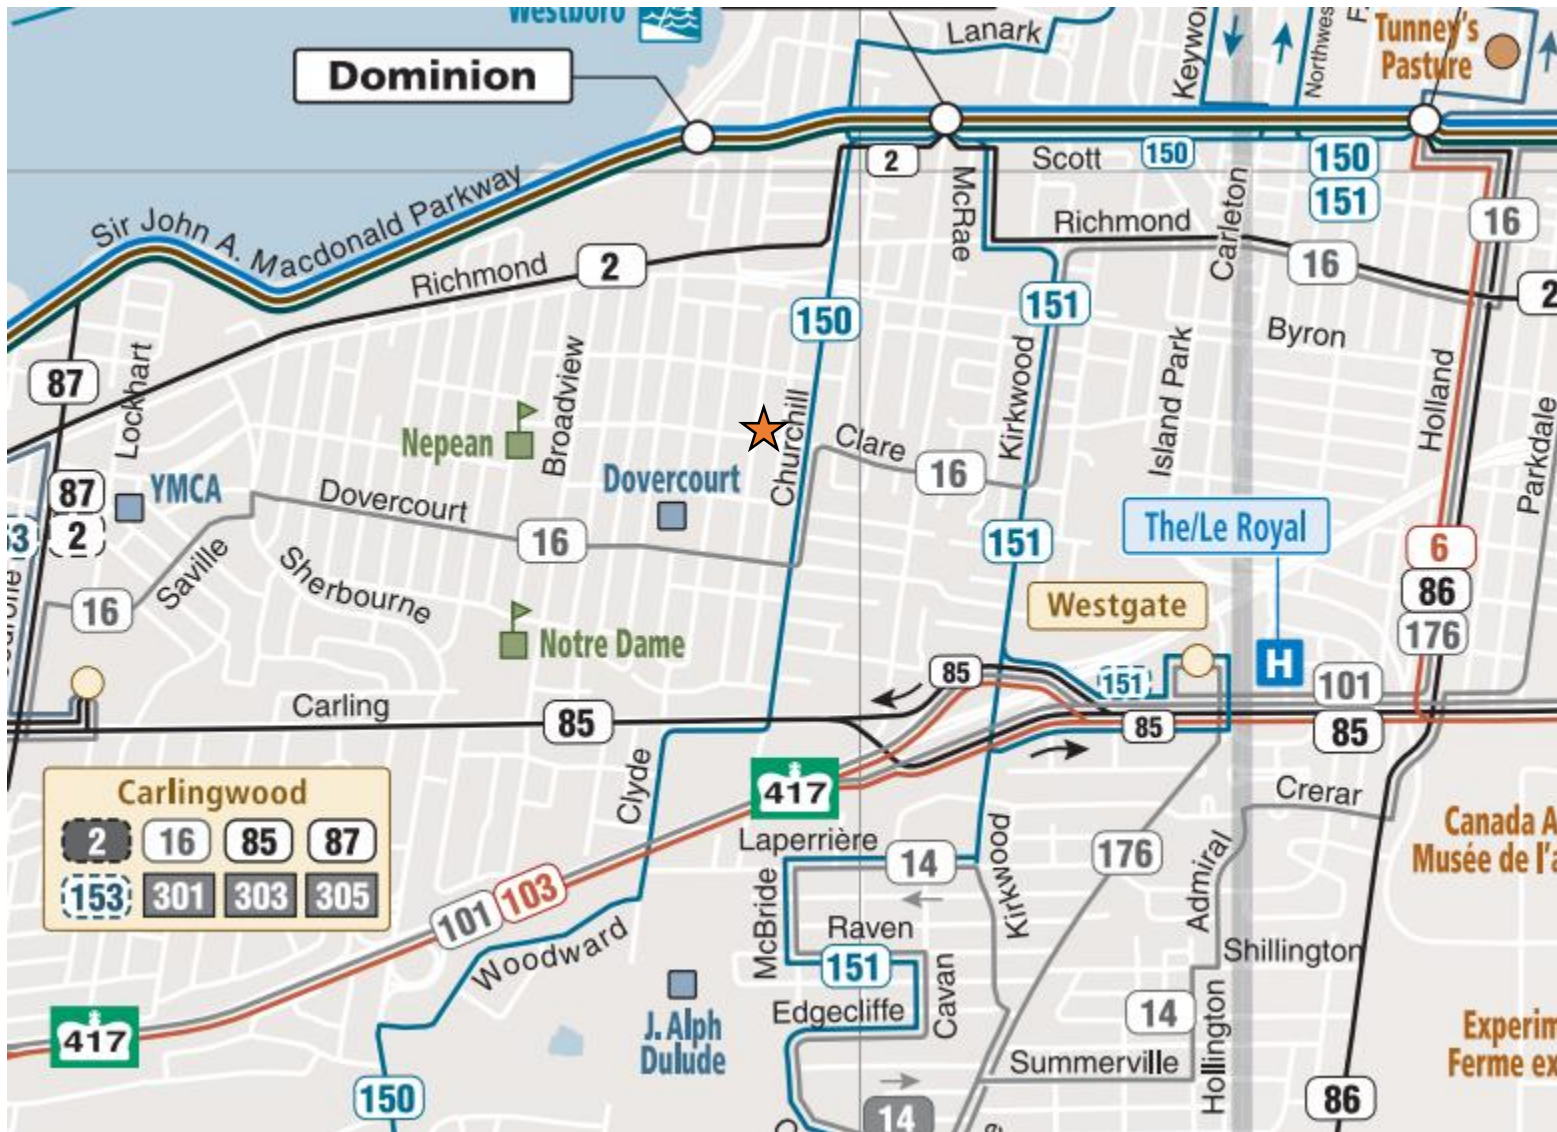 Westboro
Lanark
Tunney's
Pasture
Dominion
2
150
Scott
150
151
McRae
Carleton
Richmond
16
16
Sir John A. Macdonald Parkway
Richmond
2
2
150
151
Byron
87
Lockhart
Broadview
Kirkwood
Island Park
Holland
Parkdale
Nepean
Churchill
Clare
16
YMCA
Dovercourt
Dovercourt
87
2
16
151
The/Le Royal
6
86
176
Saville
Sherbourne
16
Westgate
Notre Dame
85
151
H
101
Carling
85
85
85
Clyde
417
Carlingwood
2 16 85 87
153 301 303 305
Laperrière
14
Kirkwood
176
Crerar
Admiral
Canada A
Musée de l'a
101 103
McBride
Raven
151
Shillington
Woodward
Cavan
Edgecliffe
J. Alph
Dulude
14
Hollington
Experim
Ferme ex
417
Summerville
150
14
86